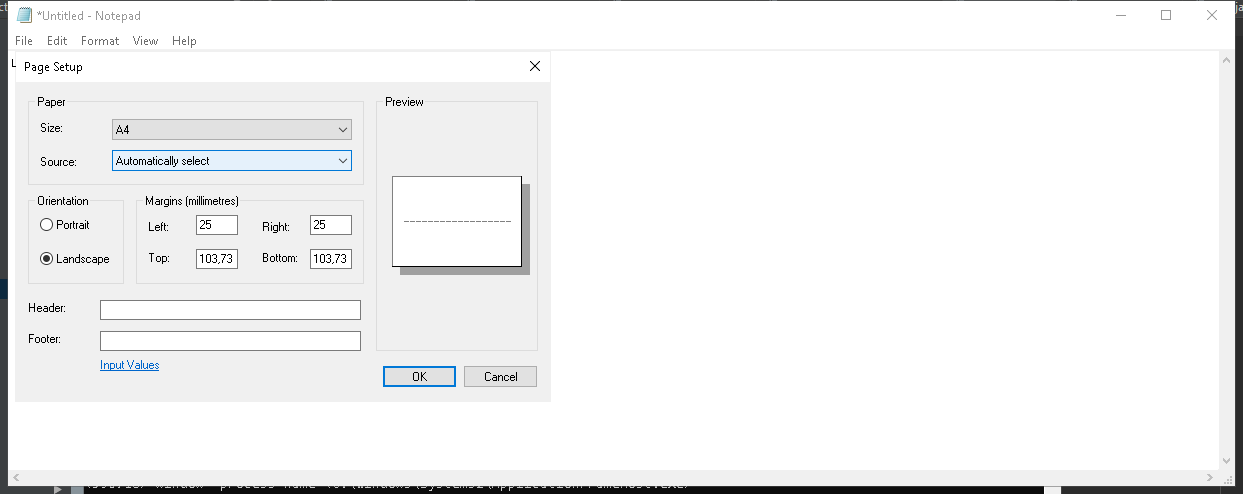 *Untitled - Notepad
File Edit Format View Help
Page Setup
Paper
Size: A4
Source: Automatically select
Orientation
Portrait
Landscape
Margins (millimetres)
Left: 25 Right: 25
Top: 103,73 Bottom: 103,73
Header:
Footer:
Input Values
Preview
OK Cancel